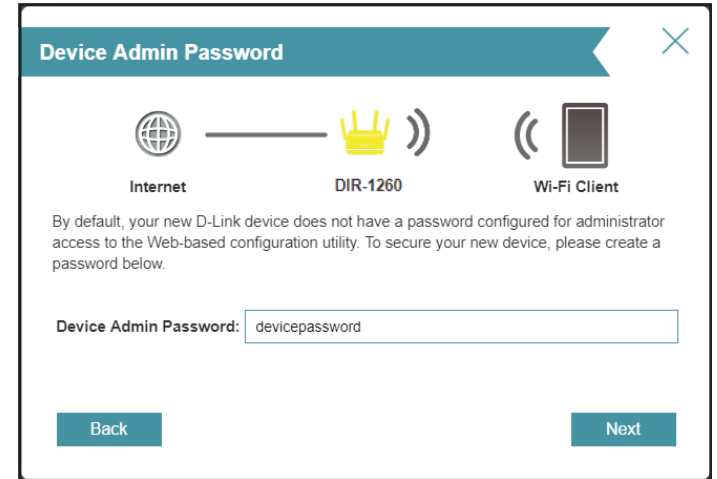 Device Admin Password
Internet
DIR-1260
Wi-Fi Client
By default, your new D-Link device does not have a password configured for administrator
access to the Web-based configuration utility. To secure your new device, please create a
password below.
Device Admin Password: devicepassword
Back
Next